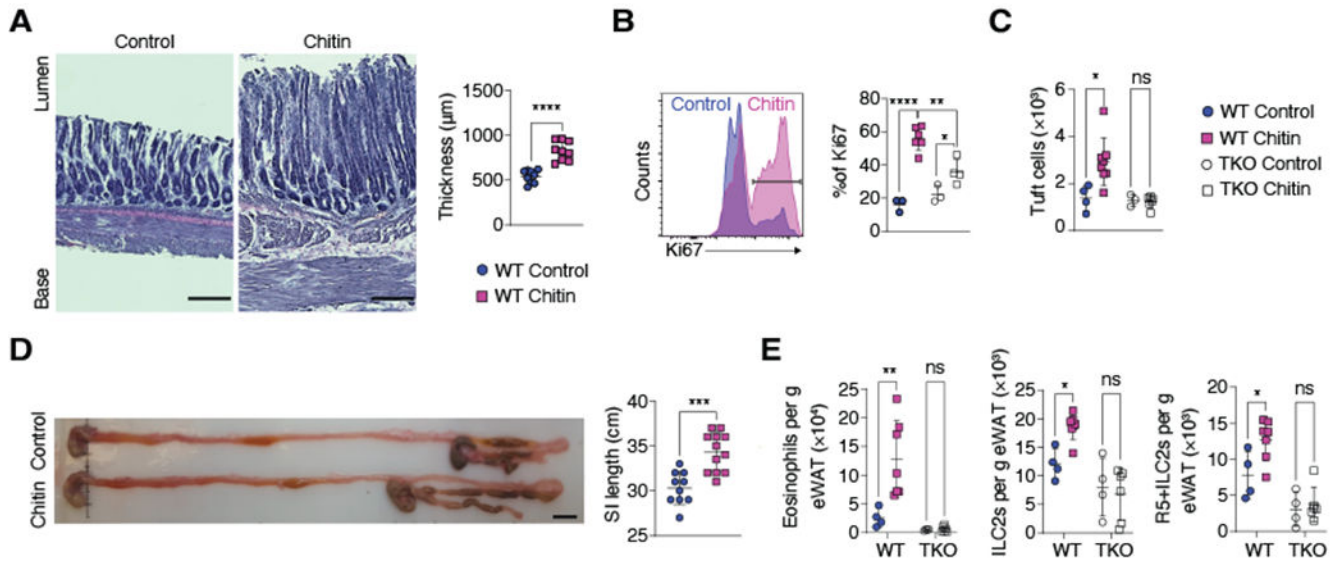 A
Control
Chitin
Lumen
Base
Thickness (µm)
1500
1000
500
0
****
WT Control
WT Chitin
B
Control
Chitin
Counts
Ki67
%of Ki67
80
60
40
20
0
****
**
*
C
Tuft cells (×10³)
6
4
2
0
*
ns
WT Control
WT Chitin
TKO Control
TKO Chitin
D
Control
Chitin
SI length (cm)
40
35
30
25
***
E
Eosinophils per g
eWAT (×10⁴)
25
20
15
10
5
0
**
ns
WT
TKO
ILC2s per g eWAT (×10³)
25
20
15
10
5
0
*
ns
WT
TKO
R5+ILC2s per g
eWAT (×10³)
20
15
10
5
0
*
ns
WT
TKO